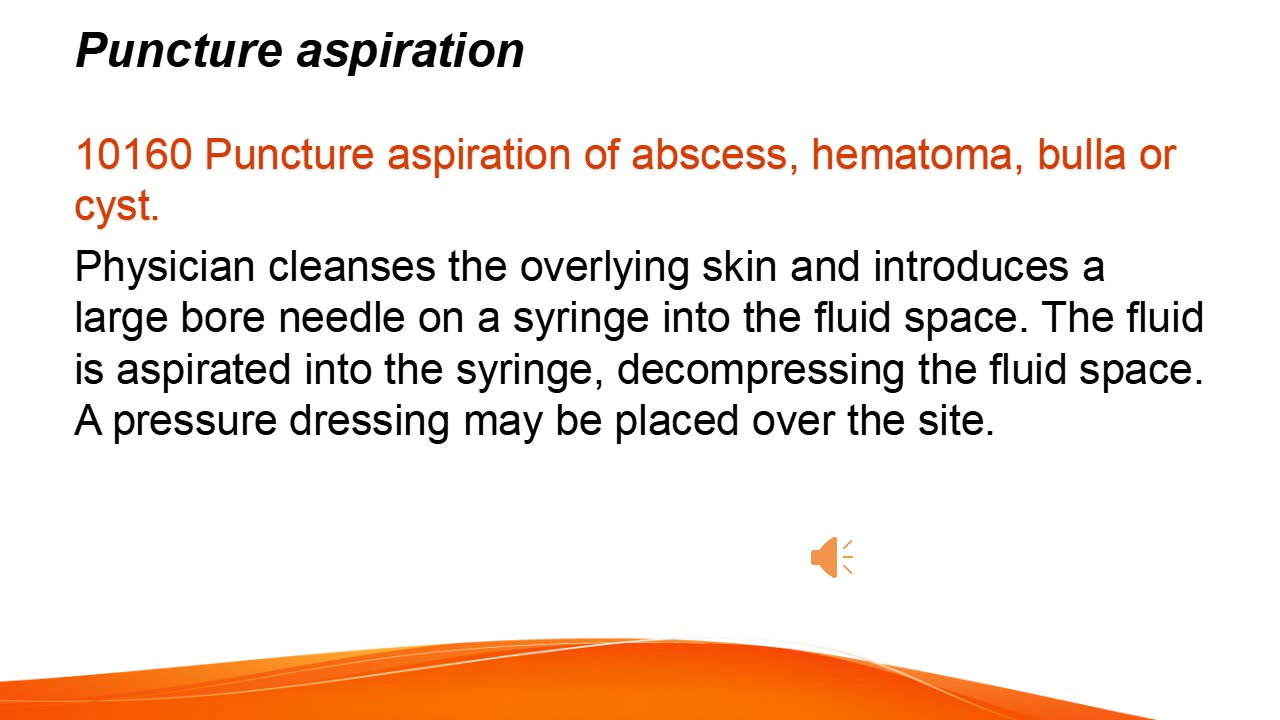 Puncture aspiration
10160 Puncture aspiration of abscess, hematoma, bulla or
cyst.
Physician cleanses the overlying skin and introduces a
large bore needle on a syringe into the fluid space. The fluid
is aspirated into the syringe, decompressing the fluid space.
A pressure dressing may be placed over the site.